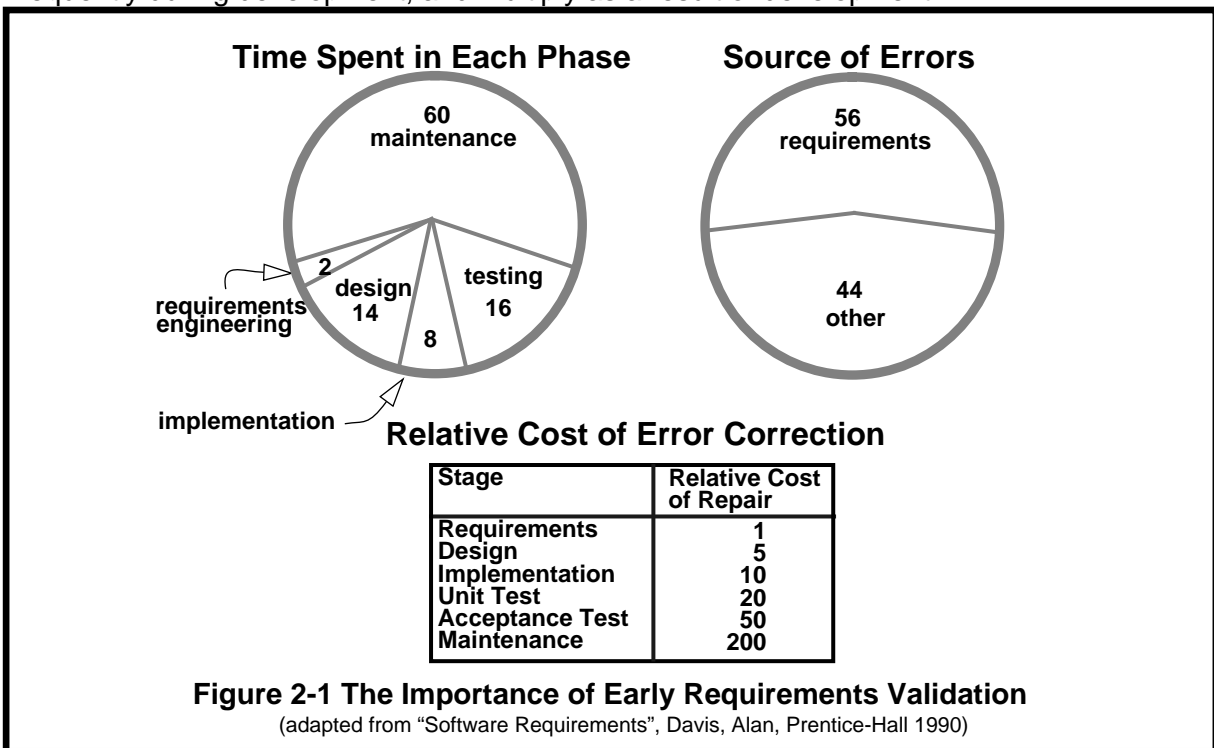 Time Spent in Each Phase
60
maintenance
2
requirements
engineering
design
14
8
implementation
testing
16
Source of Errors
56
requirements
44
other
Relative Cost of Error Correction
Stage Relative Cost
of Repair
Requirements 1
Design 5
Implementation 10
Unit Test 20
Acceptance Test 50
Maintenance 200
Figure 2-1 The Importance of Early Requirements Validation
(adapted from “Software Requirements”, Davis, Alan, Prentice-Hall 1990)